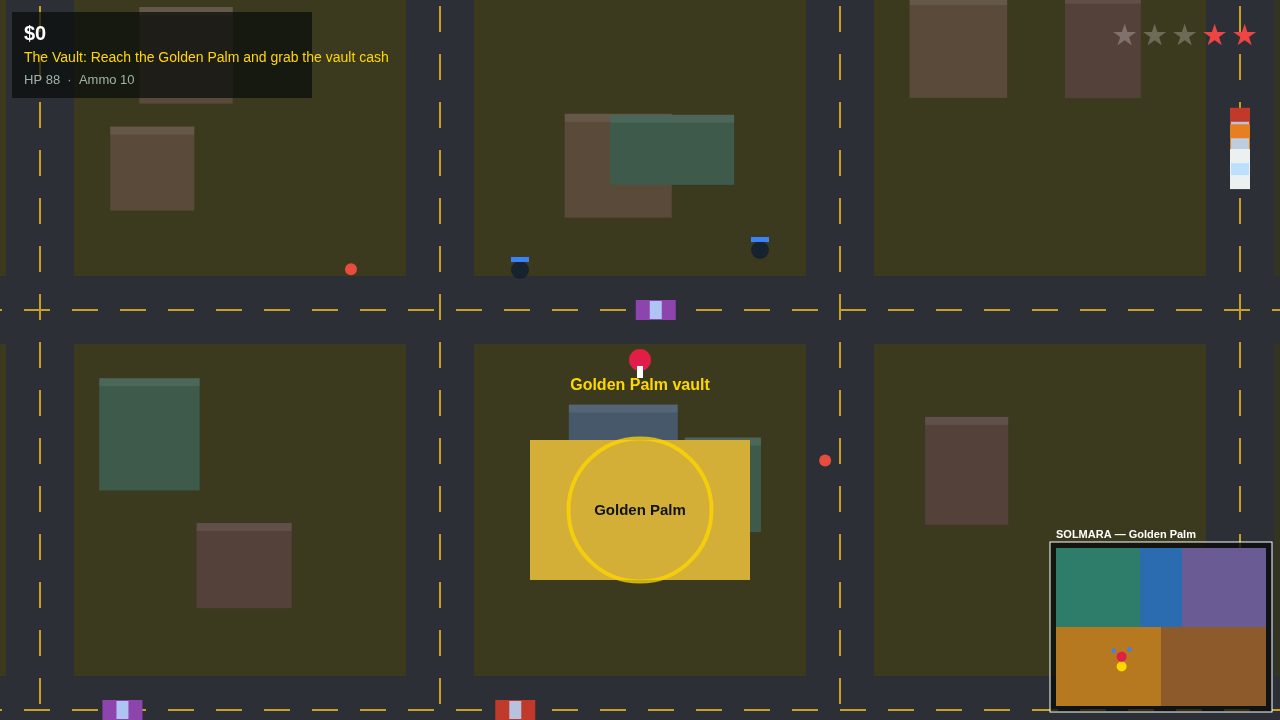 $0
The Vault: Reach the Golden Palm and grab the vault cash
HP 88 · Ammo 10
★★★★★
Golden Palm vault
Golden Palm
SOLMARA — Golden Palm